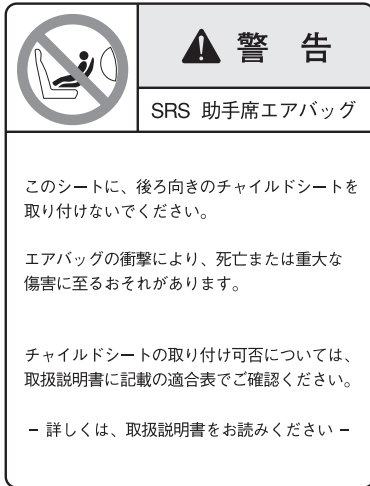 警 告
SRS 助手席エアバッグ
このシートに、後ろ向きのチャイルドシートを
取り付けないでください。
エアバッグの衝撃により、死亡または重大な
傷害に至るおそれがあります。
チャイルドシートの取り付け可否については、
取扱説明書に記載の適合表でご確認ください。
− 詳しくは、取扱説明書をお読みください −